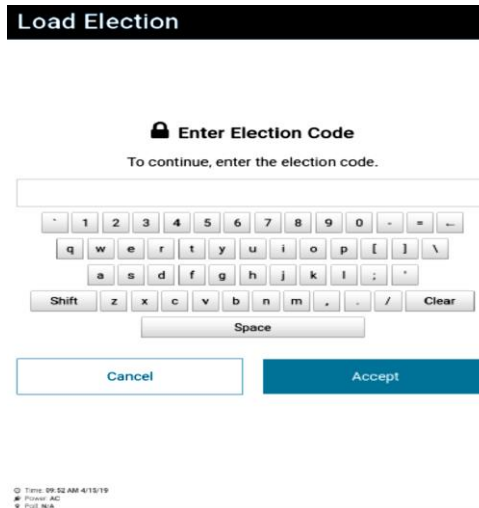 Load Election
Enter Election Code
To continue, enter the election code.
` 1 2 3 4 5 6 7 8 9 0 - = ←
q w e r t y u i o p [ ] \
a s d f g h j k l ; '
Shift z x c v b n m , . / Clear
Space
Cancel Accept
Time: 09:52 AM 4/15/19
Power: AC
Poll: N/A